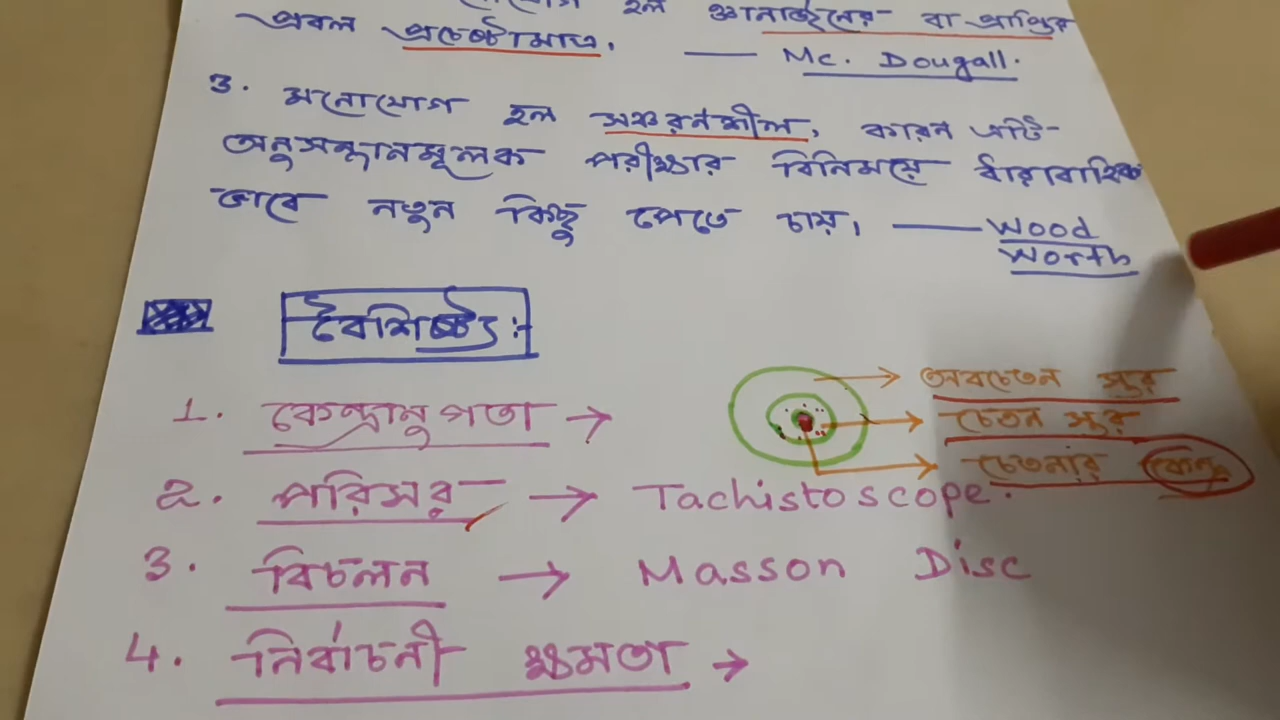 হল জ্ঞানার্জনের বা প্রাপ্তির
প্রবল প্রচেষ্টামাত্র. — Mc. Dougall.
3. মনোযোগ হল সঞ্চরনশীল, কারন এটি
অনুসন্ধানমূলক পরীক্ষার বিনিময়ে ধারাবাহিক
ভাবে নতুন কিছু পেতে চায়। — Wood
Worth
বৈশিষ্ট্য :-
অবচেতন স্তর
1. কেন্দ্রানুগতা →
চেতন স্তর
চেতনার কেন্দ্র
2. পরিসর → Tachistoscope.
3. বিচলন → Masson Disc
4. নির্বাচনী ক্ষমতা →